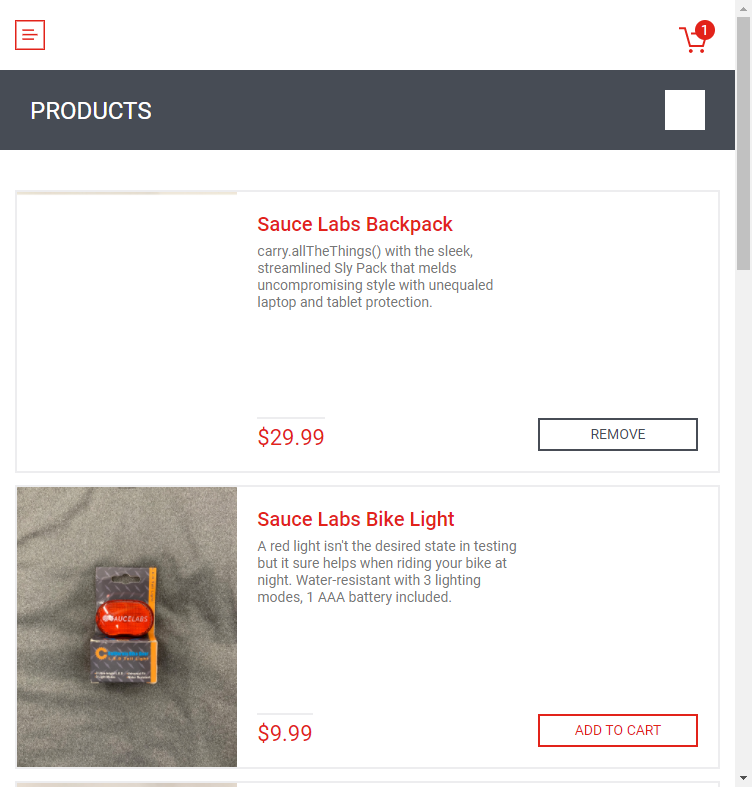 1
PRODUCTS
Sauce Labs Backpack
carry.allTheThings() with the sleek,
streamlined Sly Pack that melds
uncompromising style with unequaled
laptop and tablet protection.
$29.99
REMOVE
Sauce Labs Bike Light
A red light isn't the desired state in testing
but it sure helps when riding your bike at
night. Water-resistant with 3 lighting
modes, 1 AAA battery included.
SAUCELABS
$9.99
ADD TO CART